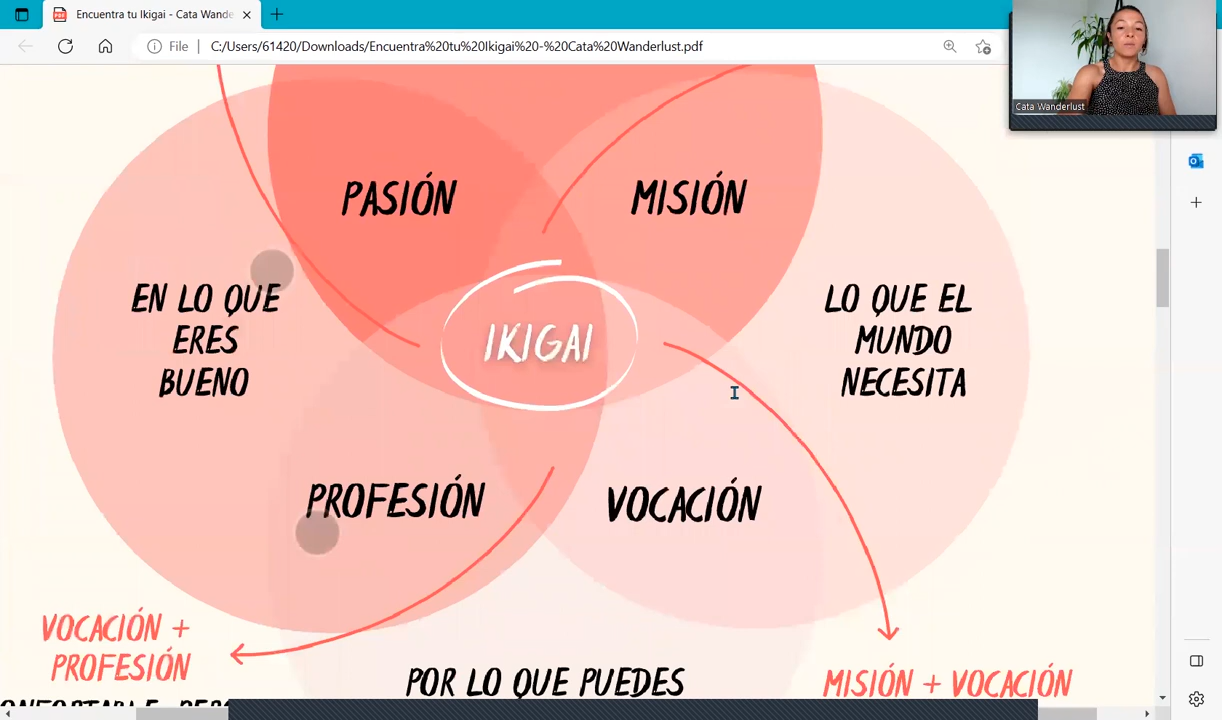 Encuentra tu Ikigai - Cata Wande
File
C:/Users/61420/Downloads/Encuentra%20tu%20Ikigai%20-%20Cata%20Wanderlust.pdf
Cata Wanderlust
PASIÓN
MISIÓN
EN LO QUE
ERES
BUENO
IKIGAI
LO QUE EL
MUNDO
NECESITA
PROFESIÓN
VOCACIÓN
VOCACIÓN +
PROFESIÓN
POR LO QUE PUEDES
MISIÓN + VOCACIÓN